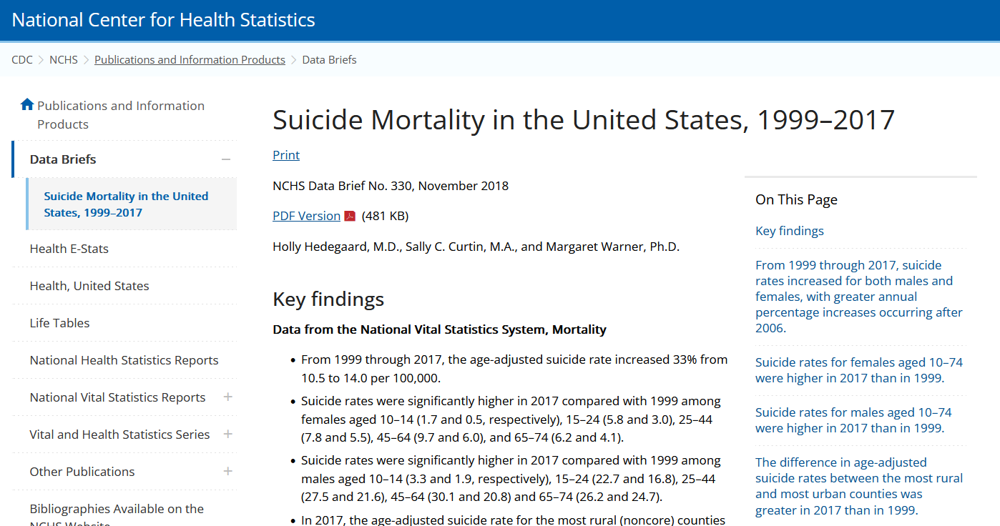 National Center for Health Statistics
CDC > NCHS > Publications and Information Products > Data Briefs
Publications and Information
Products
Data Briefs
Suicide Mortality in the United
States, 1999–2017
Health E-Stats
Health, United States
Life Tables
National Health Statistics Reports
National Vital Statistics Reports
Vital and Health Statistics Series
Other Publications
Bibliographies Available on the
NCHS Website
Suicide Mortality in the United States, 1999–2017
Print
NCHS Data Brief No. 330, November 2018
PDF Version (481 KB)
Holly Hedegaard, M.D., Sally C. Curtin, M.A., and Margaret Warner, Ph.D.
Key findings
Data from the National Vital Statistics System, Mortality
• From 1999 through 2017, the age-adjusted suicide rate increased 33% from
10.5 to 14.0 per 100,000.
• Suicide rates were significantly higher in 2017 compared with 1999 among
females aged 10–14 (1.7 and 0.5, respectively), 15–24 (5.8 and 3.0), 25–44
(7.8 and 5.5), 45–64 (9.7 and 6.0), and 65–74 (6.2 and 4.1).
• Suicide rates were significantly higher in 2017 compared with 1999 among
males aged 10–14 (3.3 and 1.9, respectively), 15–24 (22.7 and 16.8), 25–44
(27.5 and 21.6), 45–64 (30.1 and 20.8) and 65–74 (26.2 and 24.7).
• In 2017, the age-adjusted suicide rate for the most rural (noncore) counties
On This Page
Key findings
From 1999 through 2017, suicide
rates increased for both males and
females, with greater annual
percentage increases occurring after
2006.
Suicide rates for females aged 10–74
were higher in 2017 than in 1999.
Suicide rates for males aged 10–74
were higher in 2017 than in 1999.
The difference in age-adjusted
suicide rates between the most rural
and most urban counties was
greater in 2017 than in 1999.